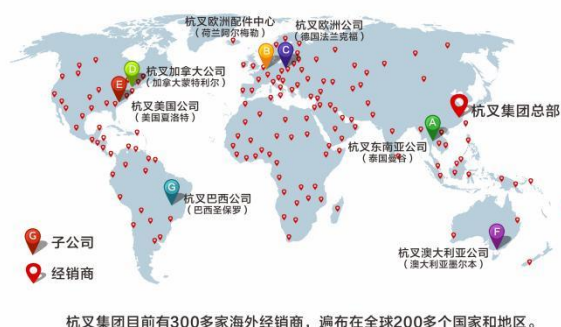 杭叉欧洲配件中心
（荷兰阿尔梅勒）
杭叉欧洲公司
（德国法兰克福）
B
C
D
杭叉加拿大公司
（加拿大蒙特利尔）
E
杭叉美国公司
（美国夏洛特）
杭叉集团总部
A
杭叉东南亚公司
（泰国曼谷）
G
杭叉巴西公司
（巴西圣保罗）
F
杭叉澳大利亚公司
（澳大利亚墨尔本）
G 子公司
经销商
杭叉集团目前有300多家海外经销商，遍布在全球200多个国家和地区。